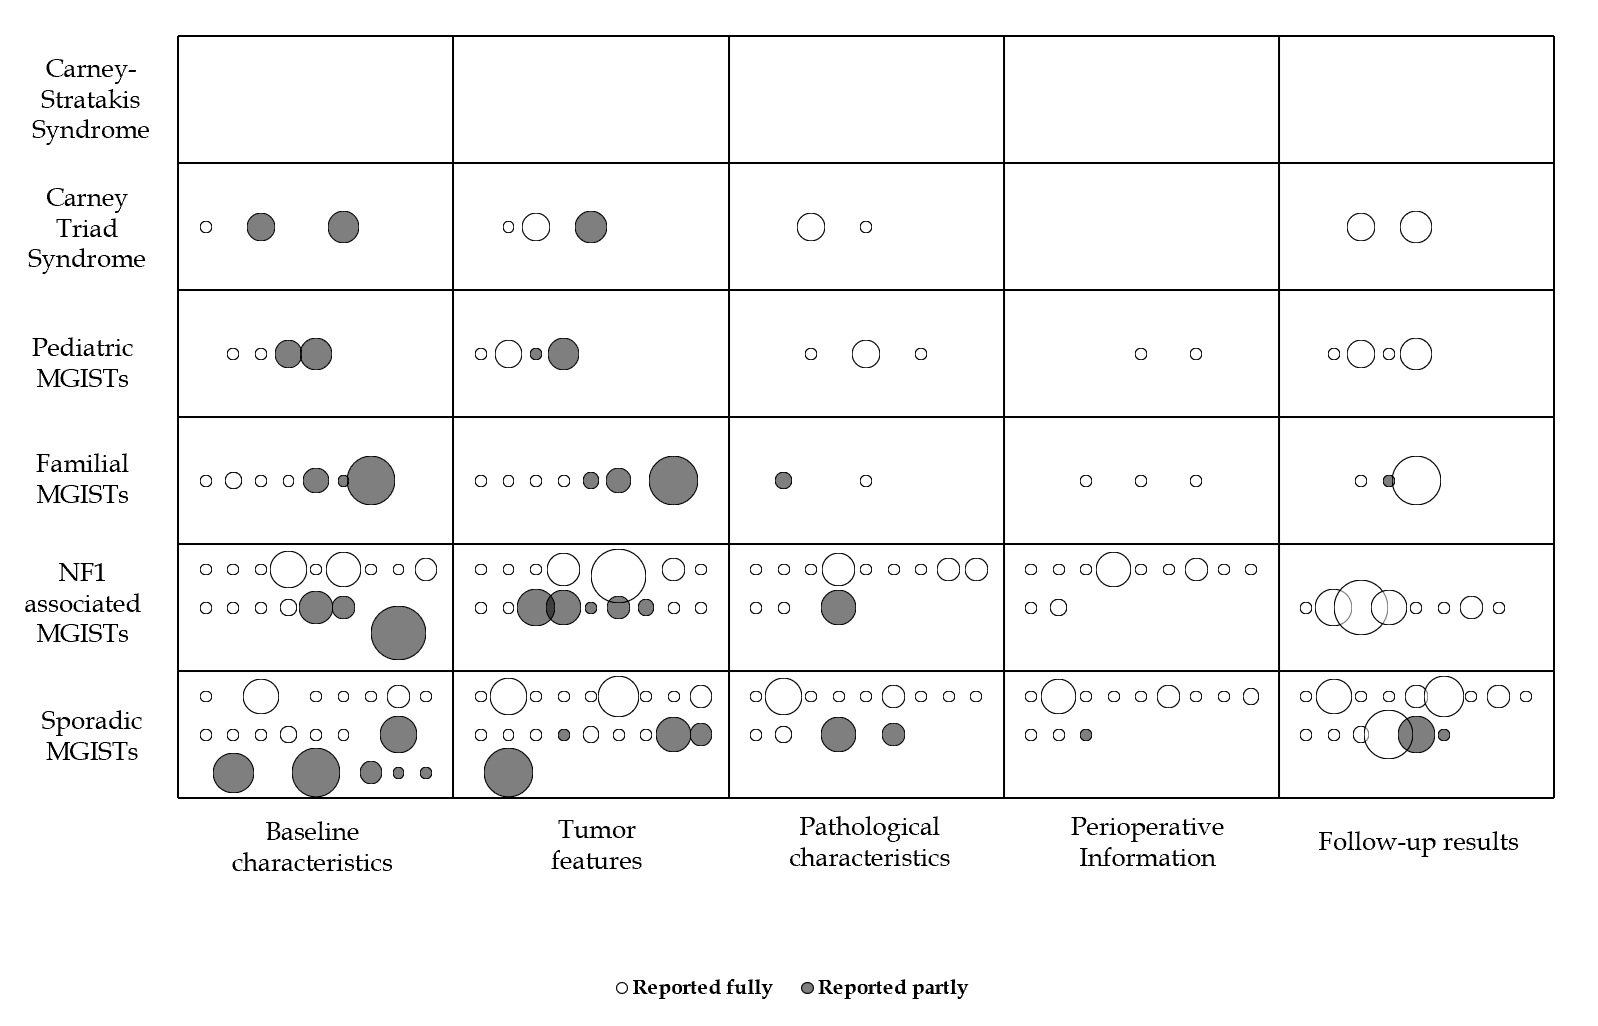 Carney-
Stratakis
Syndrome
Carney
Triad
Syndrome
Pediatric
MGISTs
Familial
MGISTs
NF1
associated
MGISTs
Sporadic
MGISTs
Baseline
characteristics
Tumor
features
Pathological
characteristics
Perioperative
Information
Follow-up results
Reported fully
Reported partly